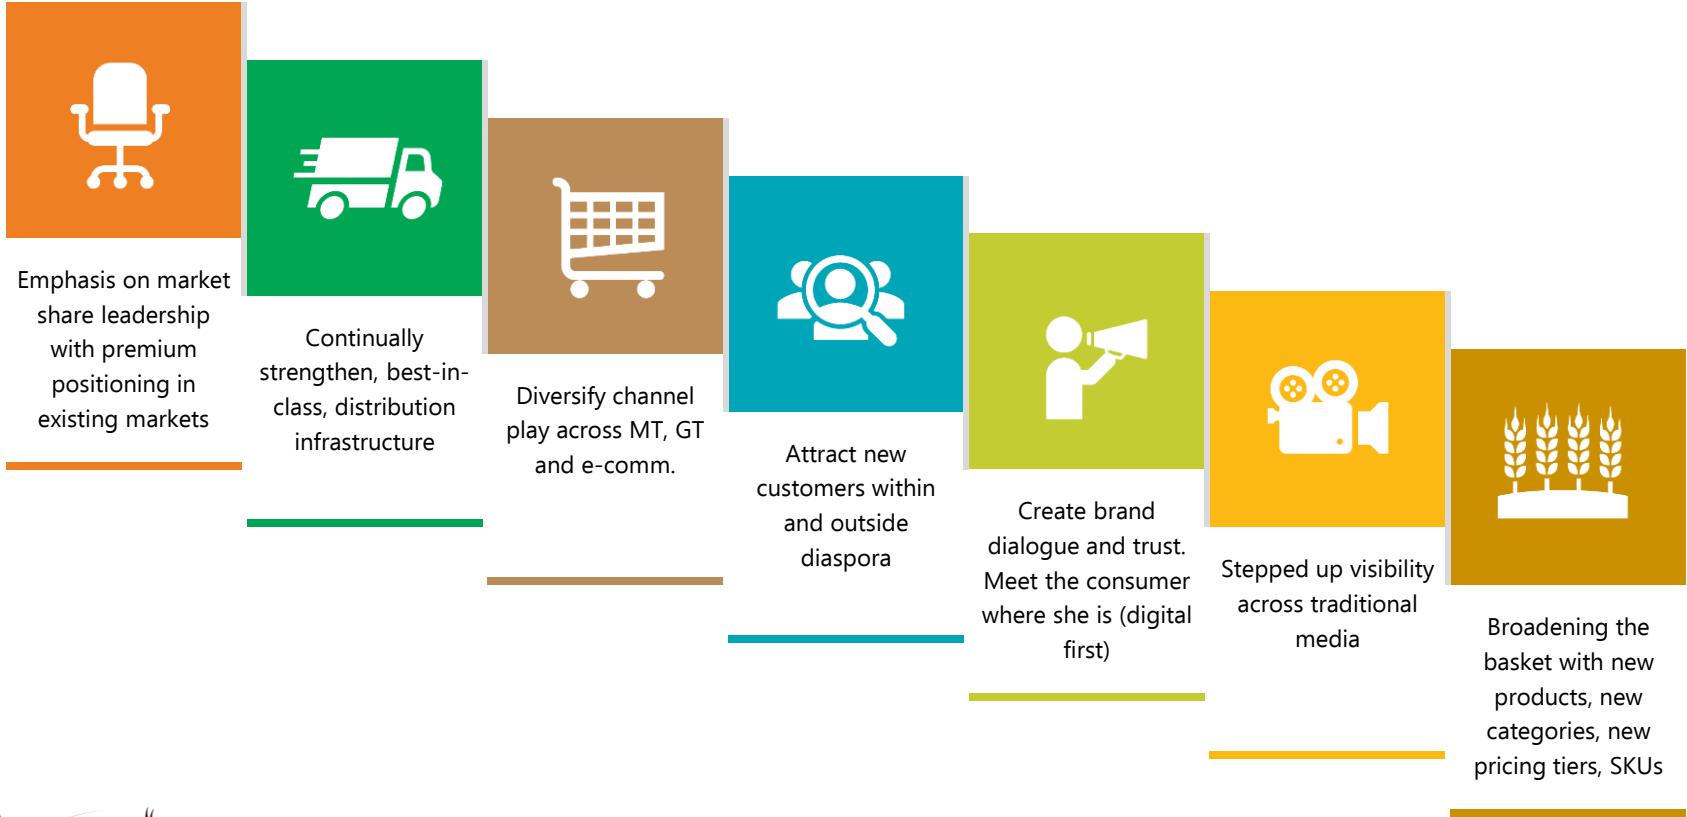 Emphasis on market
share leadership
with premium
positioning in
existing markets
Continually
strengthen, best-in-
class, distribution
infrastructure
Diversify channel
play across MT, GT
and e-comm.
Attract new
customers within
and outside
diaspora
Create brand
dialogue and trust.
Meet the consumer
where she is (digital
first)
Stepped up visibility
across traditional
media
Broadening the
basket with new
products, new
categories, new
pricing tiers, SKUs